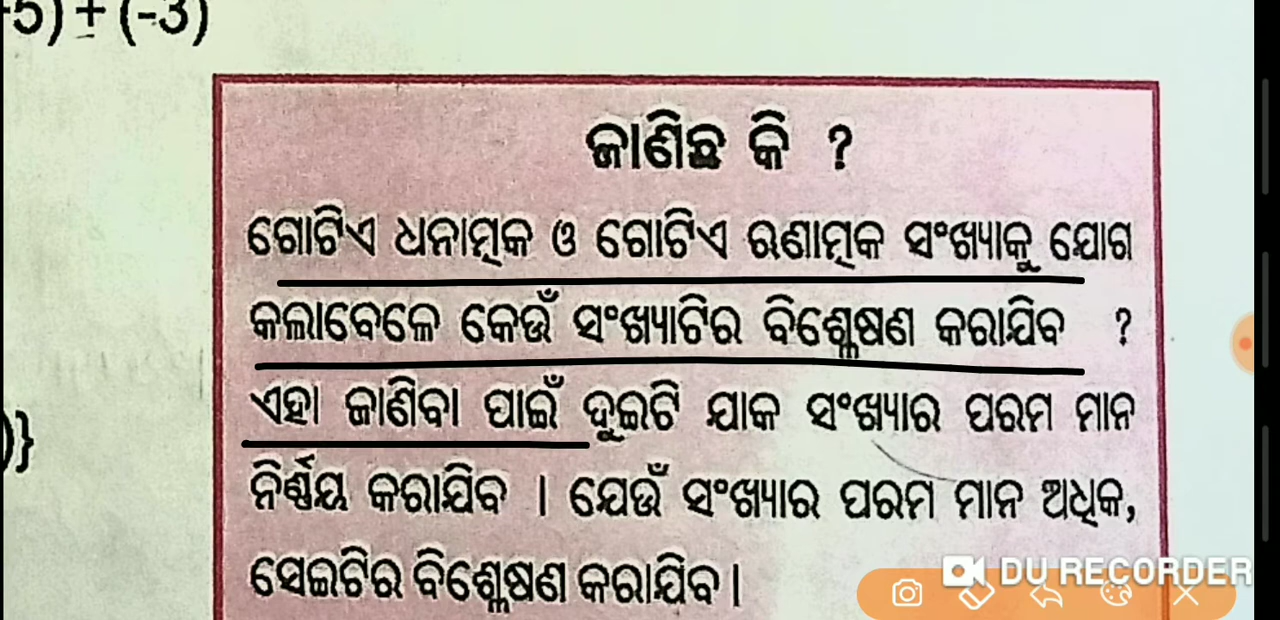 -5) + (-3)
ଜାଣିଛ କି ?
ଗୋଟିଏ ଧନାତ୍ମକ ଓ ଗୋଟିଏ ଋଣାତ୍ମକ ସଂଖ୍ୟାକୁ ଯୋଗ
କଲାବେଳେ କେଉଁ ସଂଖ୍ୟାଟିର ବିଶ୍ଳେଷଣ କରାଯିବ ?
ଏହା ଜାଣିବା ପାଇଁ ଦୁଇଟି ଯାକ ସଂଖ୍ୟାର ପରମ ମାନ
)}
ନିର୍ଣ୍ଣୟ କରାଯିବ । ଯେଉଁ ସଂଖ୍ୟାର ପରମ ମାନ ଅଧିକ,
ସେଇଟିର ବିଶ୍ଳେଷଣ କରାଯିବ।
DU RECORDER